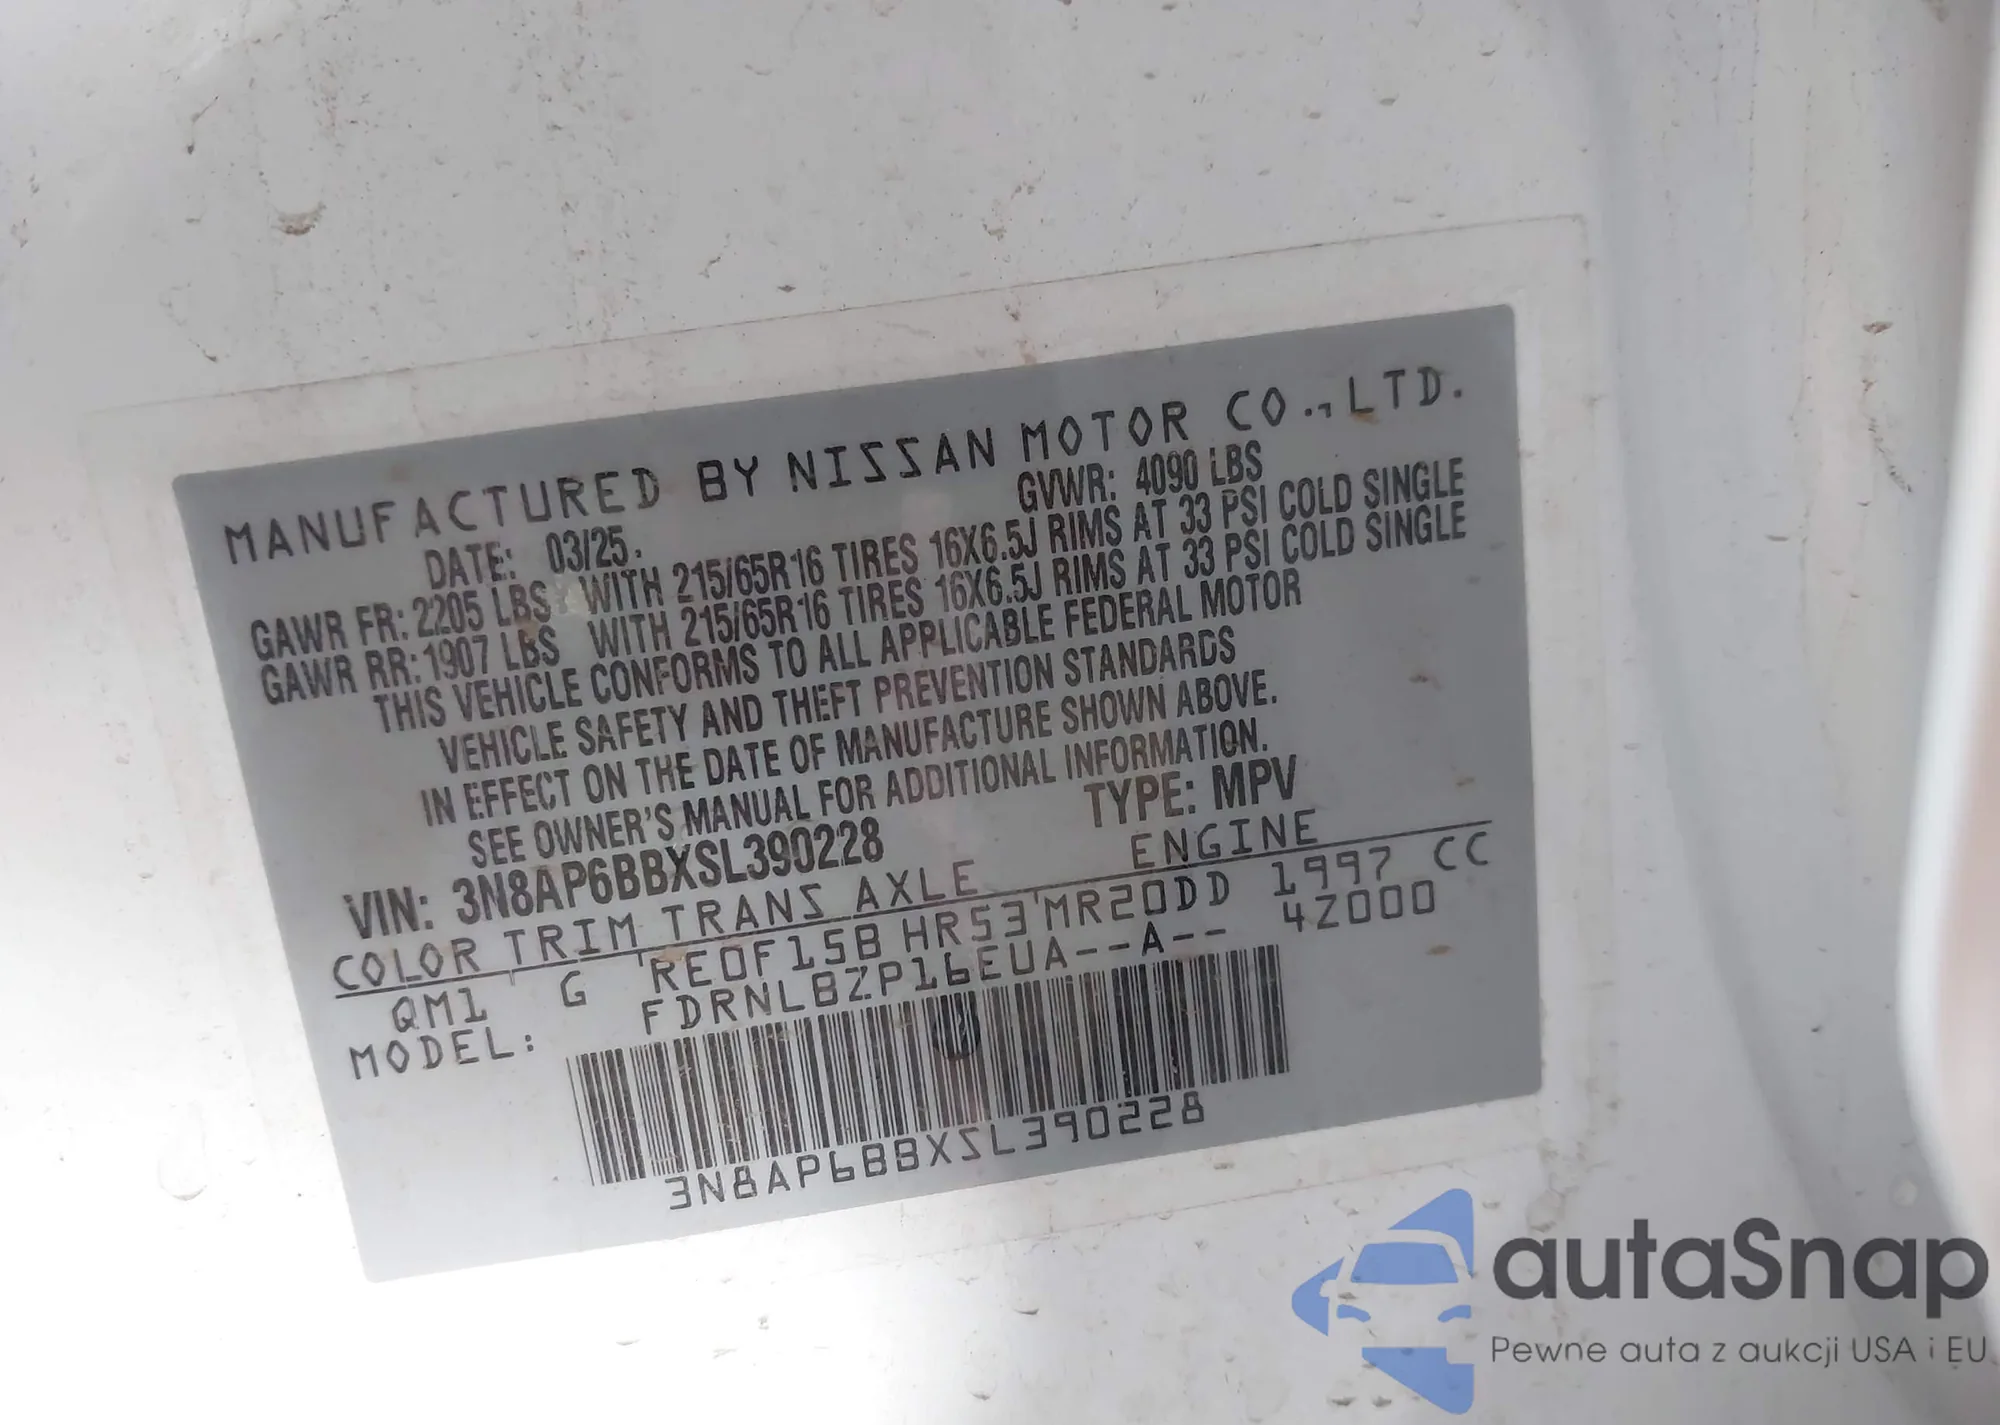 MANUFACTURED BY NISSAN MOTOR CO., LTD.
DATE: 03/25. GVWR: 4090 LBS
GAWR FR: 2205 LBS WITH 215/65R16 TIRES 16X6.5J RIMS AT 33 PSI COLD SINGLE
GAWR RR: 1907 LBS WITH 215/65R16 TIRES 16X6.5J RIMS AT 33 PSI COLD SINGLE
THIS VEHICLE CONFORMS TO ALL APPLICABLE FEDERAL MOTOR
VEHICLE SAFETY AND THEFT PREVENTION STANDARDS
IN EFFECT ON THE DATE OF MANUFACTURE SHOWN ABOVE.
SEE OWNER'S MANUAL FOR ADDITIONAL INFORMATION.
VIN: 3N8AP6BBXSL390228 TYPE: MPV
COLOR TRIM TRANS AXLE ENGINE
QM1 G RE0F15B HR53 MR20DD 1997 CC
MODEL: FDRNLBZP16EUA--A-- 4Z000
3N8AP6BBXSL390228
autaSnap
Pewne auta z aukcji USA i EU